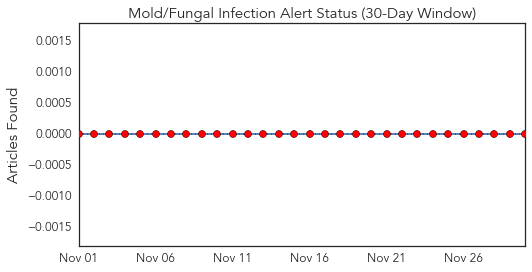 Mold/Fungal Infection Alert Status (30-Day Window)
Articles Found
0.0015
0.0010
0.0005
0.0000
−0.0005
−0.0010
−0.0015
Nov 01 Nov 06 Nov 11 Nov 16 Nov 21 Nov 26